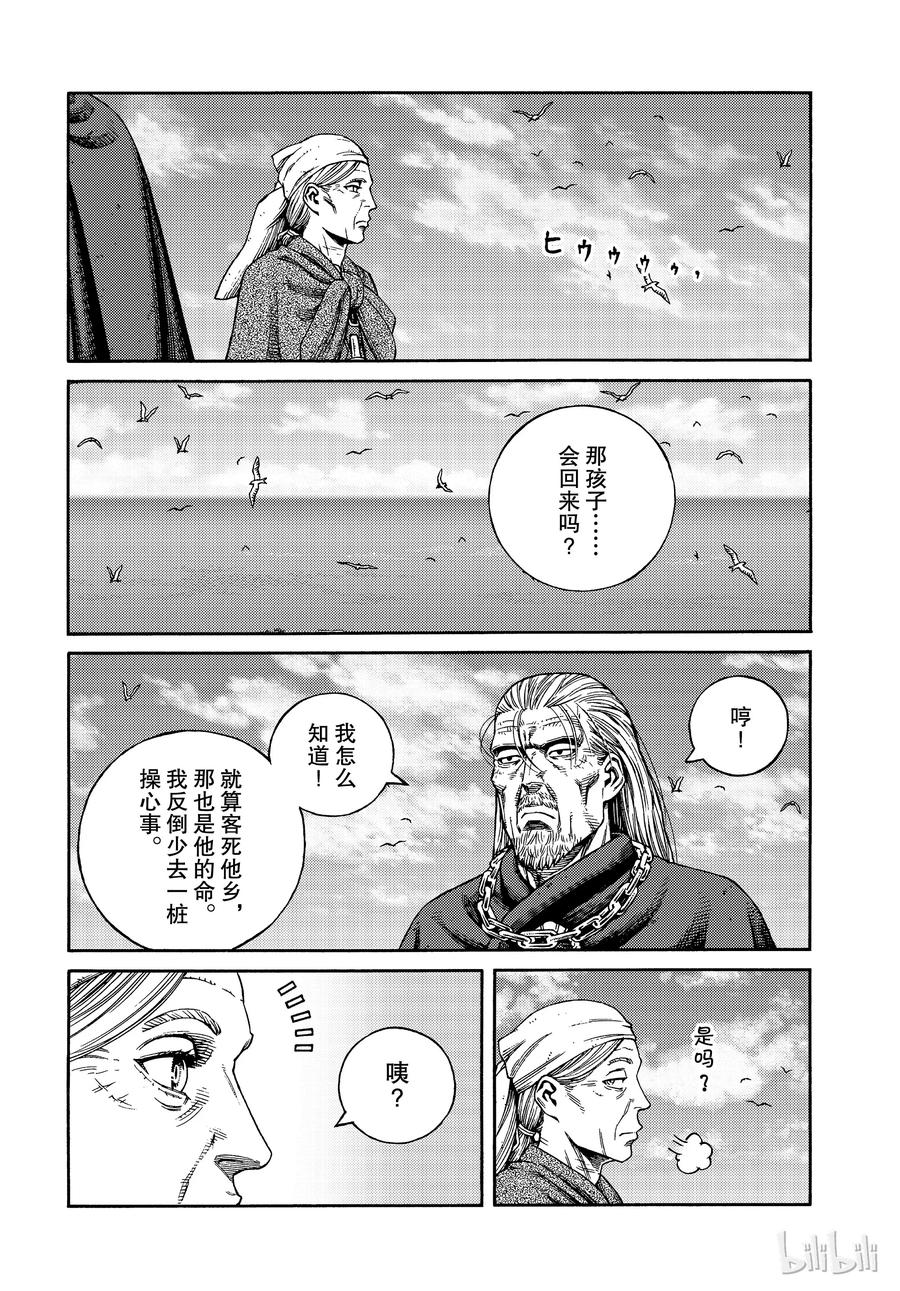 ヒゥゥゥゥゥ,
那孩子……
会回来吗？
哼！
我怎么
知道！
就算客死他乡，
那也是他的命。
我反倒少去一桩
操心事。
是吗？
咦？
bilibili